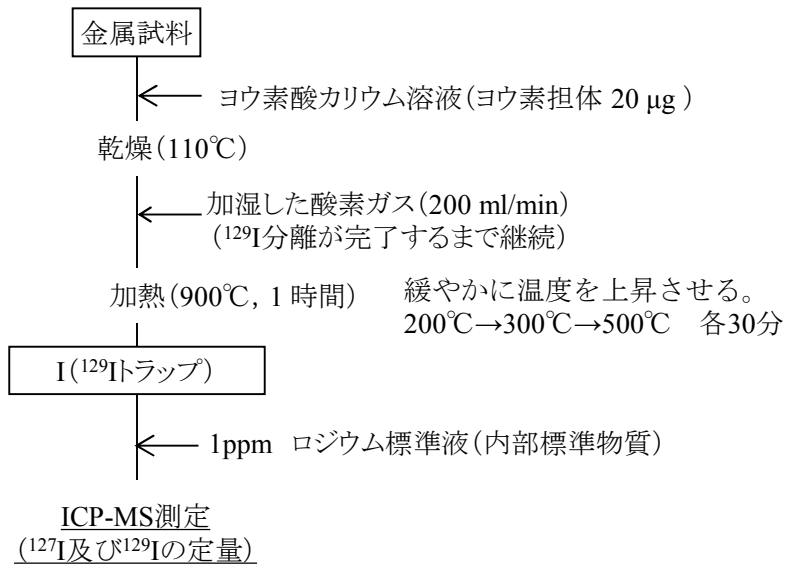 金属試料
ヨウ素酸カリウム溶液(ヨウ素担体 20 μg )
乾燥(110℃)
加湿した酸素ガス(200 ml/min)
(¹²⁹I分離が完了するまで継続)
加熱(900℃, 1 時間)
緩やかに温度を上昇させる。
200℃→300℃→500℃ 各30分
I(¹²⁹Iトラップ)
1ppm ロジウム標準液(内部標準物質)
ICP-MS測定
(¹²⁷I及び¹²⁹Iの定量)